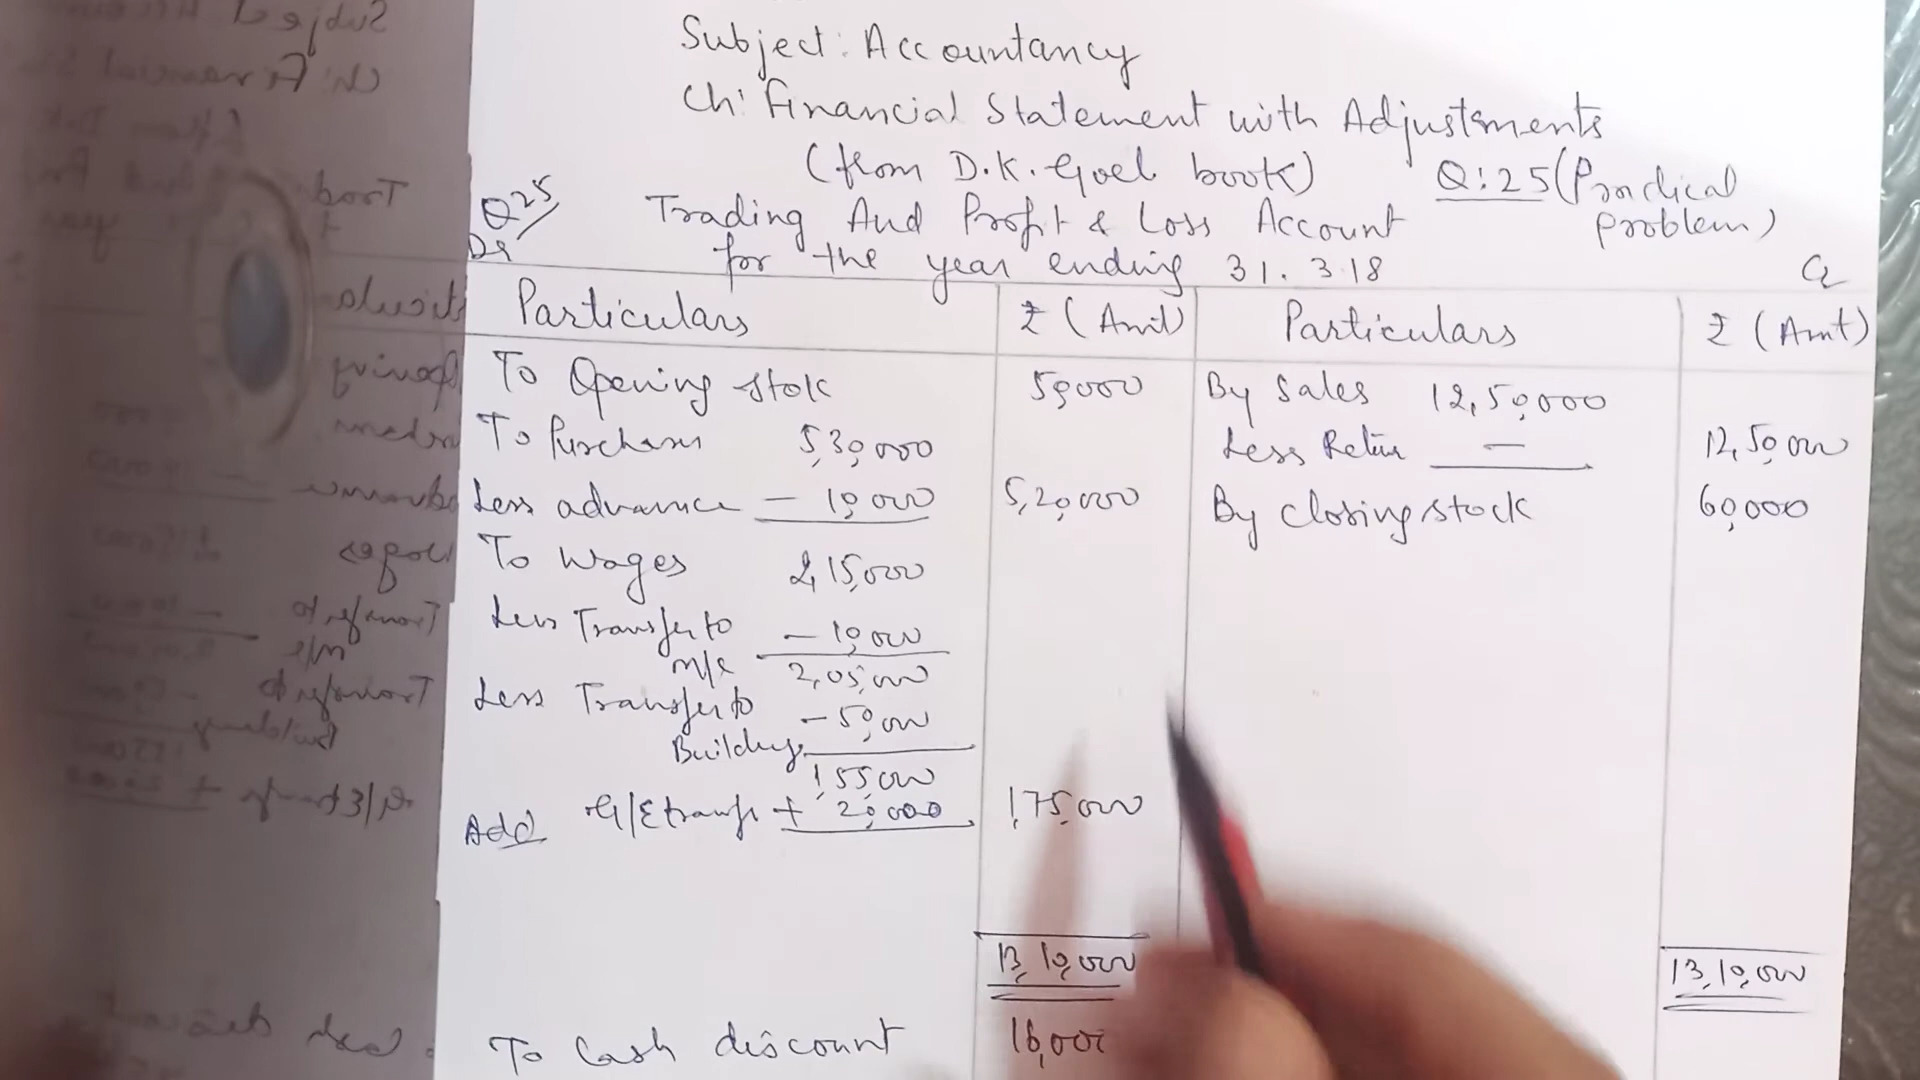 Subject: Accountancy
Ch: Financial Statement with Adjustments
(from D.K. Goel book)
Q:25 (Practical
problem)
Q25
Trading And Profit & Loss Account
for the year ending 31.3.18
Dr
Cr
Particulars ₹ (Amt) Particulars ₹ (Amt)
To Opening stok 50,000 By Sales 12,50,000
To Purchases 5,30,000 Less Return — 12,50,000
Less advance - 10,000 5,20,000 By closing stock 60,000
To Wages 2,15,000
Less Transfer to - 10,000
m/c 2,05,000
Less Transfer to - 50,000
Building
1,55,000
Add G/E transfr + 20,000 1,75,000
13,10,000 13,10,000
To Cash discount 16,000